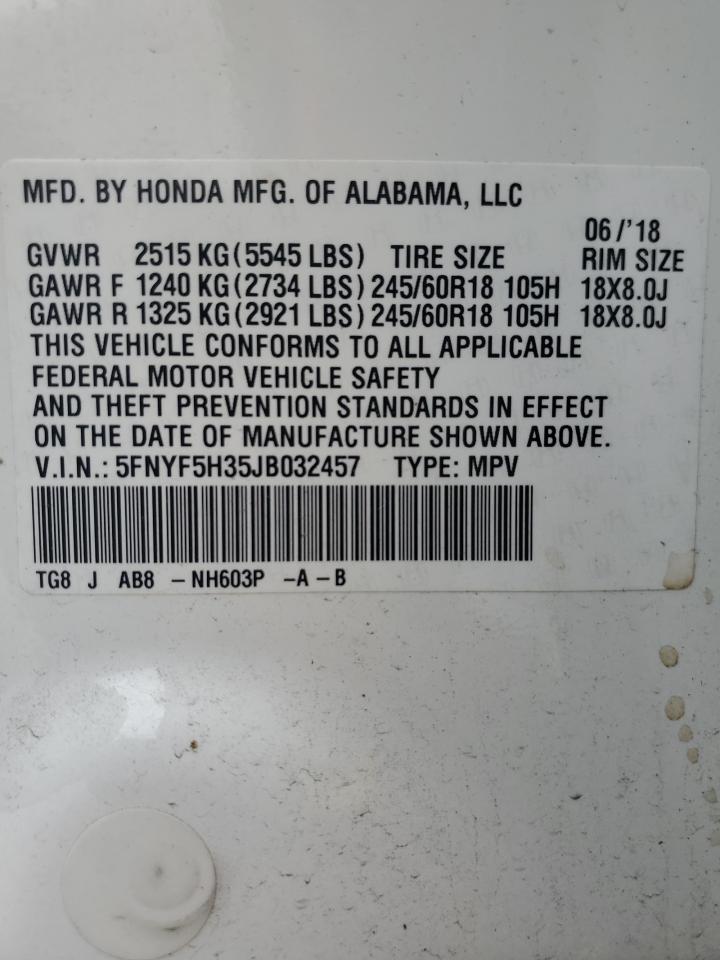 MFD. BY HONDA MFG. OF ALABAMA, LLC
06/'18
GVWR 2515 KG (5545 LBS) TIRE SIZE RIM SIZE
GAWR F 1240 KG (2734 LBS) 245/60R18 105H 18X8.0J
GAWR R 1325 KG (2921 LBS) 245/60R18 105H 18X8.0J
THIS VEHICLE CONFORMS TO ALL APPLICABLE
FEDERAL MOTOR VEHICLE SAFETY
AND THEFT PREVENTION STANDARDS IN EFFECT
ON THE DATE OF MANUFACTURE SHOWN ABOVE.
V.I.N.: 5FNYF5H35JB032457 TYPE: MPV
TG8 J AB8 -NH603P -A-B